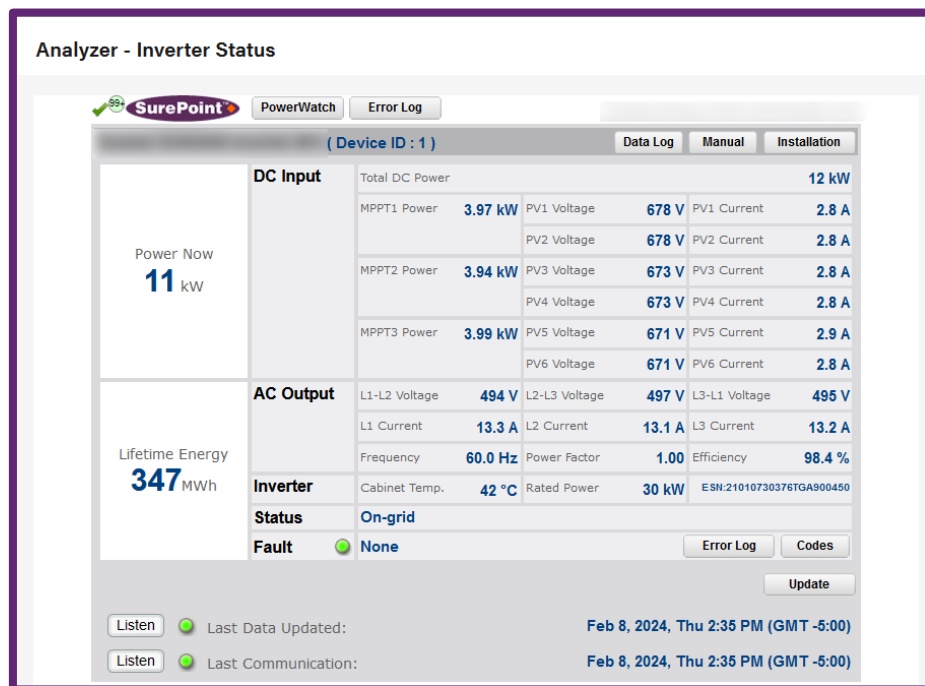 Analyzer - Inverter Status
99+ SurePoint™ PowerWatch Error Log
( Device ID : 1 ) Data Log Manual Installation
DC Input Total DC Power 12 kW
MPPT1 Power 3.97 kW PV1 Voltage 678 V PV1 Current 2.8 A
PV2 Voltage 678 V PV2 Current 2.8 A
Power Now
11 kW
MPPT2 Power 3.94 kW PV3 Voltage 673 V PV3 Current 2.8 A
PV4 Voltage 673 V PV4 Current 2.8 A
MPPT3 Power 3.99 kW PV5 Voltage 671 V PV5 Current 2.9 A
PV6 Voltage 671 V PV6 Current 2.8 A
AC Output L1-L2 Voltage 494 V L2-L3 Voltage 497 V L3-L1 Voltage 495 V
L1 Current 13.3 A L2 Current 13.1 A L3 Current 13.2 A
Frequency 60.0 Hz Power Factor 1.00 Efficiency 98.4 %
Lifetime Energy
347 MWh
Inverter Cabinet Temp. 42 °C Rated Power 30 kW ESN:21010730376TGA900450
Status On-grid
Fault None Error Log Codes
Update
Listen Last Data Updated: Feb 8, 2024, Thu 2:35 PM (GMT -5:00)
Listen Last Communication: Feb 8, 2024, Thu 2:35 PM (GMT -5:00)